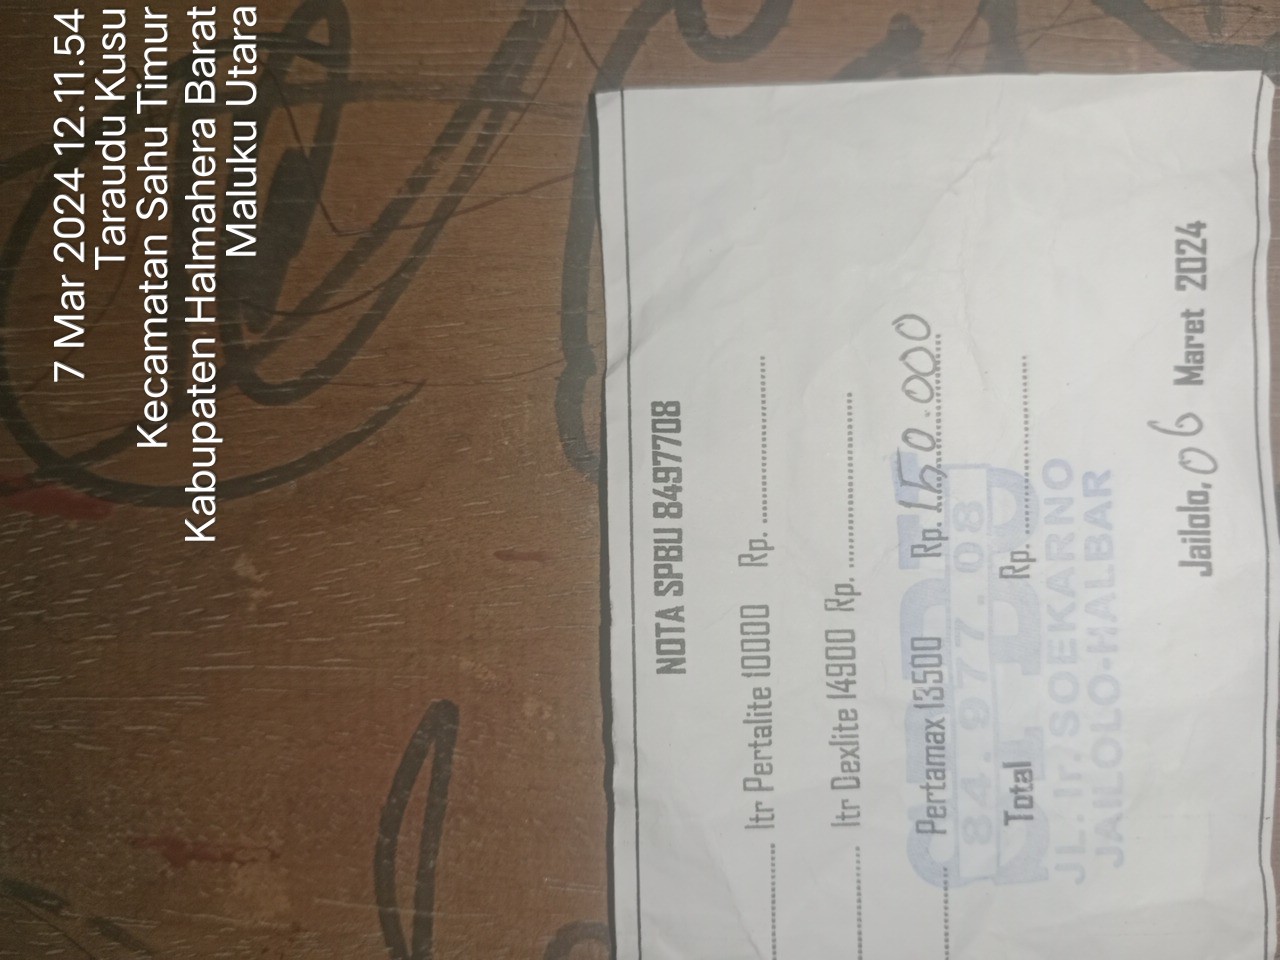 7 Mar 2024 12.11.54
Taraudu Kusu
Kecamatan Sahu Timur
Kabupaten Halmahera Barat
Maluku Utara
NOTA SPBU 8497708
............... ltr Pertalite 10000 Rp. ...............
............... ltr Dexlite 14900 Rp. ...............
............... Pertamax 13500 Rp. 150.000
Total Rp. ...............
84.977.08
JL. Ir. SOEKARNO
JAILOLO-HALBAR
Jailolo, 06 Maret 2024